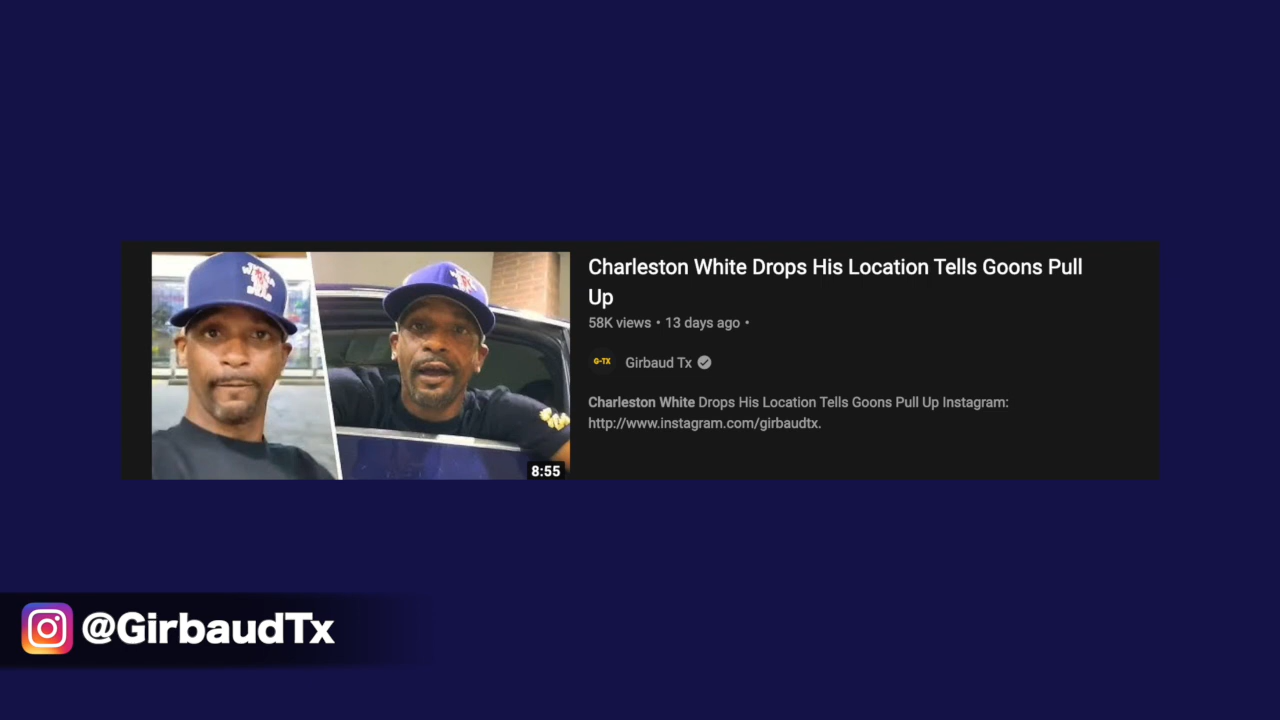 Charleston White Drops His Location Tells Goons Pull
Up
58K views • 13 days ago •
G-TX Girbaud Tx
Charleston White Drops His Location Tells Goons Pull Up Instagram:
http://www.instagram.com/girbaudtx.
8:55
@GirbaudTx